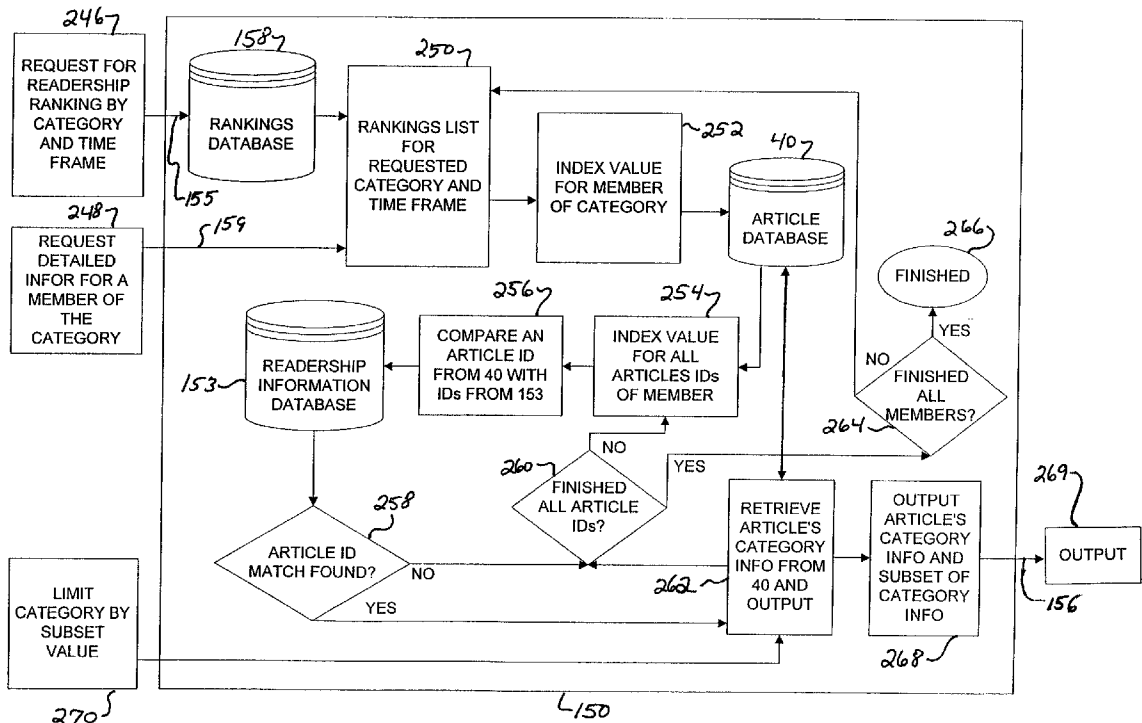 246
REQUEST FOR
READERSHIP
RANKING BY
CATEGORY
AND TIME
FRAME
155
158
RANKINGS
DATABASE
250
RANKINGS LIST
FOR
REQUESTED
CATEGORY AND
TIME FRAME
252
INDEX VALUE
FOR MEMBER
OF CATEGORY
40
ARTICLE
DATABASE
248
REQUEST
DETAILED
INFOR FOR A
MEMBER OF
THE
CATEGORY
159
266
FINISHED
YES
NO
FINISHED
ALL
MEMBERS?
264
254
INDEX VALUE
FOR ALL
ARTICLES IDs
OF MEMBER
256
COMPARE AN
ARTICLE ID
FROM 40 WITH
IDs FROM 153
153
READERSHIP
INFORMATION
DATABASE
258
ARTICLE ID
MATCH FOUND?
NO
YES
260
NO
YES
FINISHED
ALL ARTICLE
IDs?
262
RETRIEVE
ARTICLE'S
CATEGORY
INFO FROM
40 AND
OUTPUT
OUTPUT
ARTICLE'S
CATEGORY
INFO AND
SUBSET OF
CATEGORY
INFO
268
269
OUTPUT
156
LIMIT
CATEGORY BY
SUBSET
VALUE
270
150